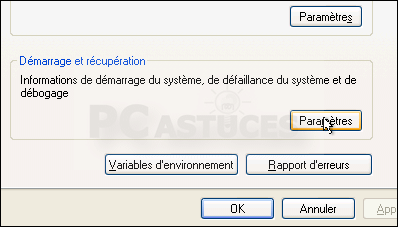 Paramètres
Démarrage et récupération
Informations de démarrage du système, de défaillance du système et de
débogage
PC ASTUCES
Paramètres
Variables d'environnement
Rapport d'erreurs
OK
Annuler
App